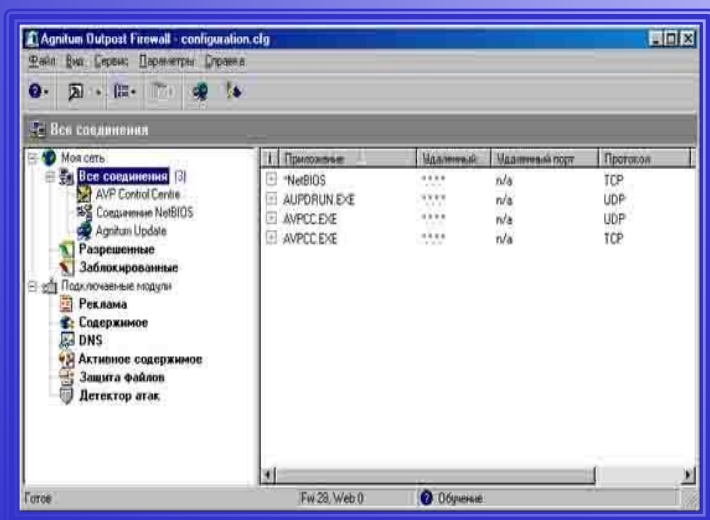 Agnitum Outpost Firewall - configuration.cfg
Файл Вид Сервис Параметры Справка
Все соединения
Моя сеть
Все соединения (3)
AVP Control Centre
Соединение NetBIOS
Agnitum Update
Разрешенные
Заблокированные
Подключаемые модули
Реклама
Содержимое
DNS
Активное содержимое
Защита файлов
Детектор атак
Приложение Удаленный Удаленный порт Протокол
*NetBIOS *.*.*.* n/a TCP
AUPDRUN.EXE *.*.*.* n/a UDP
AVPCC.EXE *.*.*.* n/a UDP
AVPCC.EXE *.*.*.* n/a TCP
Готов Fw 29, Web 0 Обучение